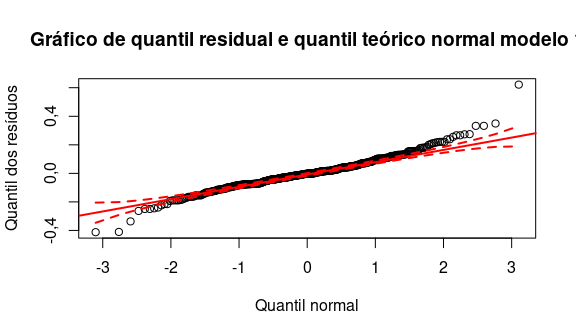 Gráfico de quantil residual e quantil teórico normal modelo
Quantil dos resíduos
0,4
0,0
-0,4
-3 -2 -1 0 1 2 3
Quantil normal